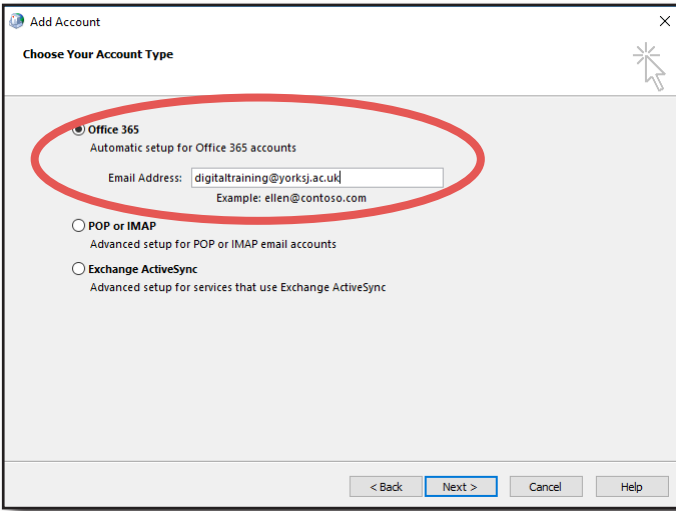 Add Account
Choose Your Account Type
Office 365
Automatic setup for Office 365 accounts
Email Address: digitaltraining@yorksj.ac.uk
Example: ellen@contoso.com
POP or IMAP
Advanced setup for POP or IMAP email accounts
Exchange ActiveSync
Advanced setup for services that use Exchange ActiveSync
< Back Next > Cancel Help